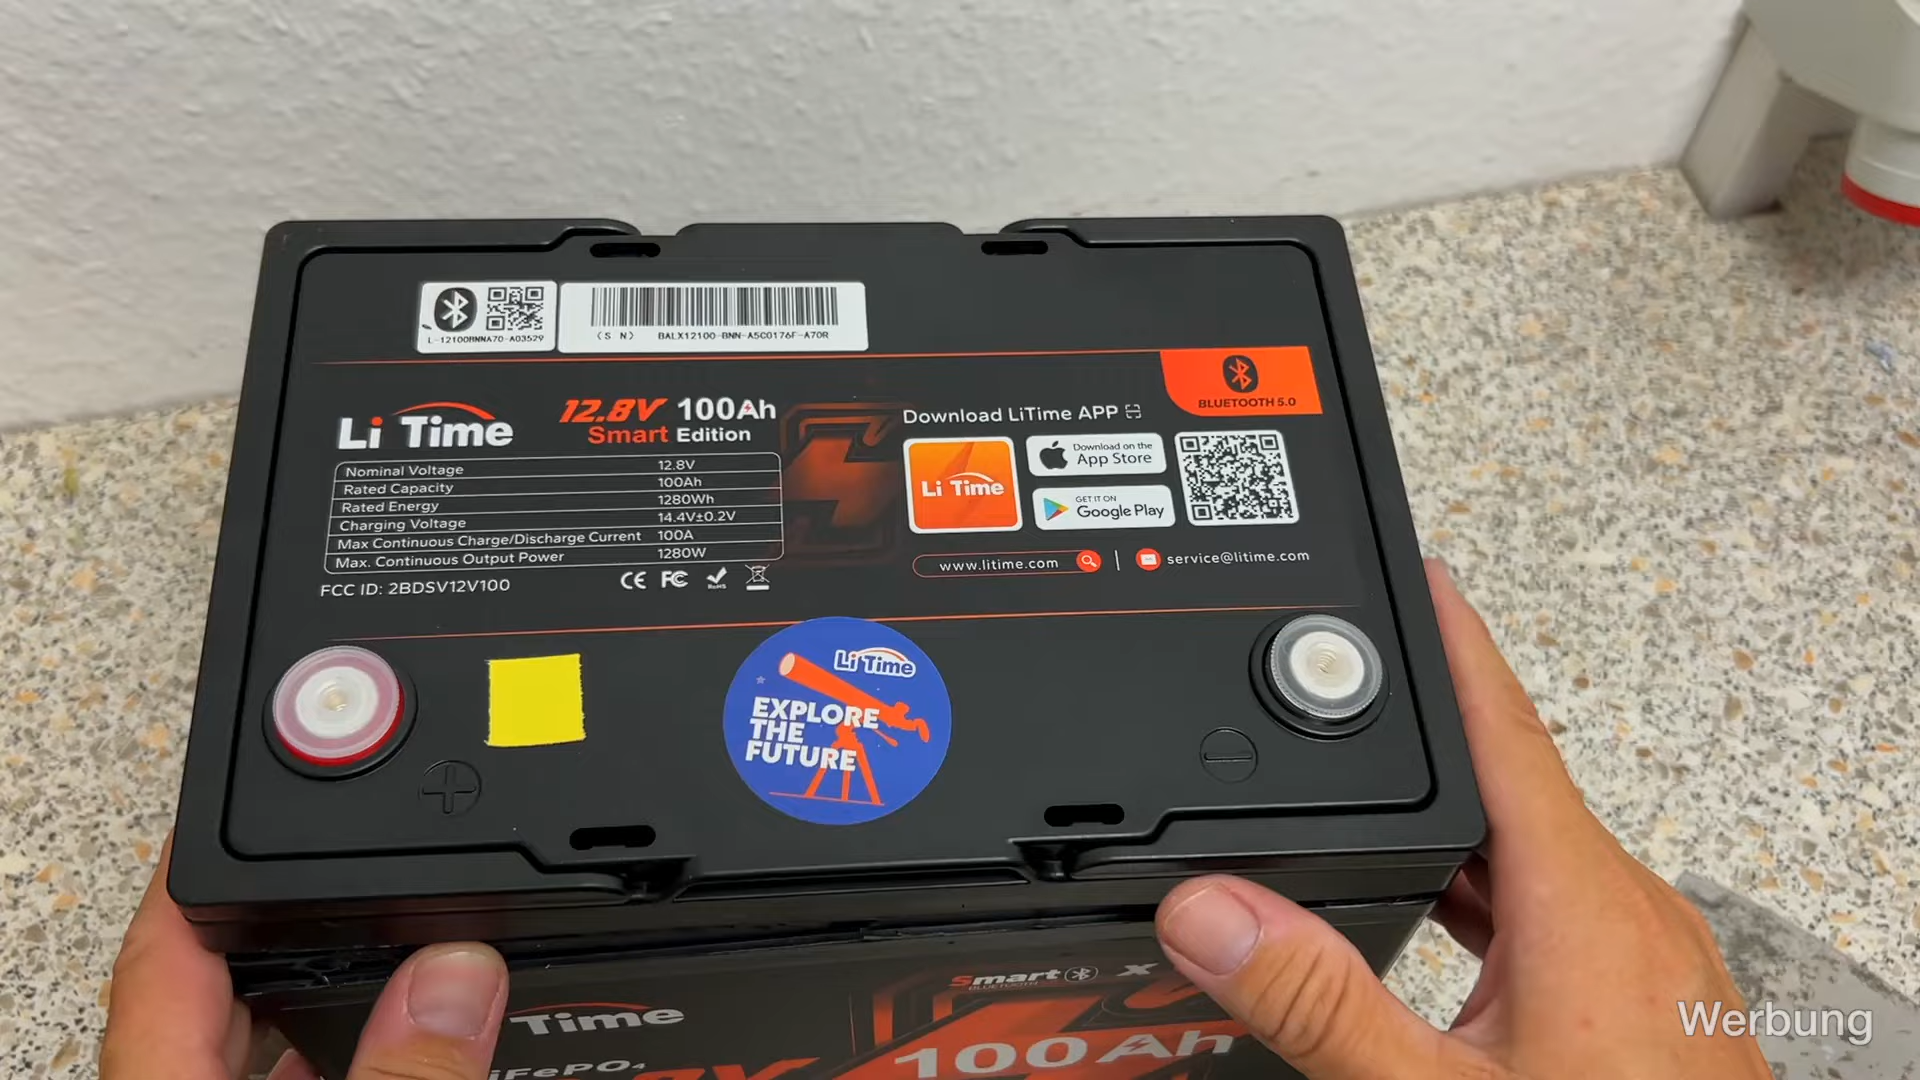 L-12100BNNA70-A03529
(S N) BALX12100-BNN-A5C0176F-A70R
BLUETOOTH 5.0
Li Time
12.8V 100Ah
Smart Edition
Nominal Voltage 12.8V
Rated Capacity 100Ah
Rated Energy 1280Wh
Charging Voltage 14.4V±0.2V
Max Continuous Charge/Discharge Current 100A
Max. Continuous Output Power 1280W
FCC ID: 2BDSV12V100
CE FC RoHS
Download LiTime APP
Li Time
Download on the
App Store
GET IT ON
Google Play
www.litime.com | service@litime.com
Li Time
EXPLORE
THE
FUTURE
+
−
Smart X
BLUETOOTH
Time
iFePO4
100Ah
Werbung